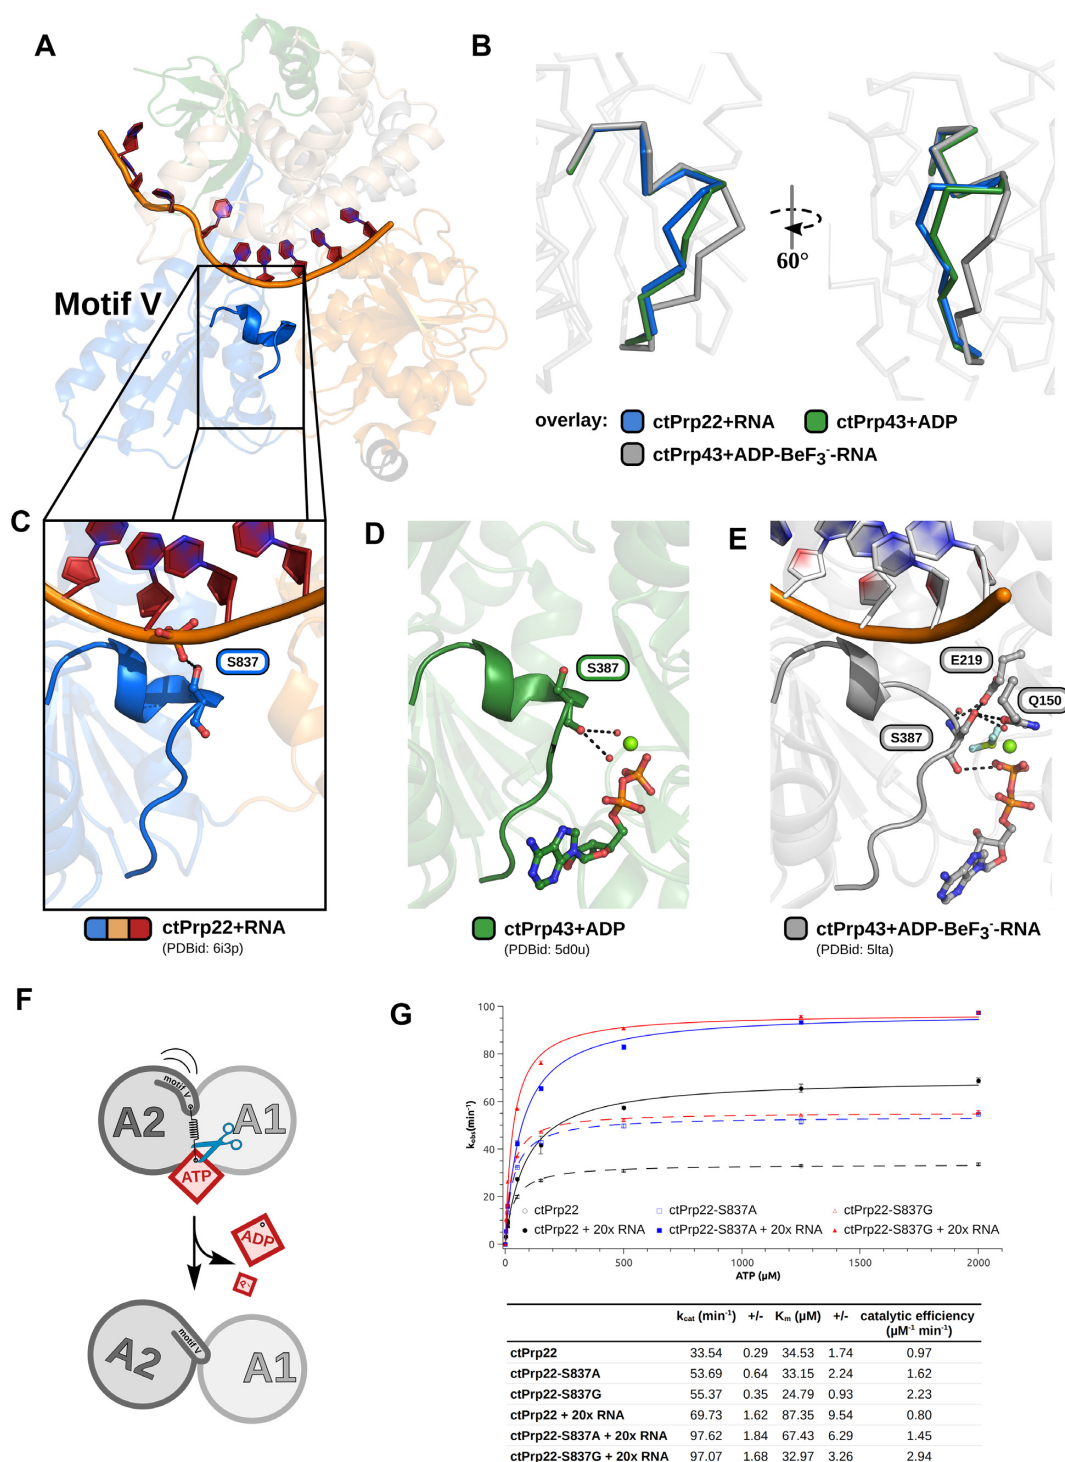 A
B
Motif V
60°
overlay: ctPrp22+RNA ctPrp43+ADP
ctPrp43+ADP-BeF3⁻-RNA
C
D
E
S837
S387
E219
Q150
S387
ctPrp22+RNA
(PDBid: 6i3p)
ctPrp43+ADP
(PDBid: 5d0u)
ctPrp43+ADP-BeF3⁻-RNA
(PDBid: 5lta)
F
motif V
A2 A1
ATP
ADP
Pi
motif V
A2 A1
G
100
80
60
40
20
0
kobs(min⁻¹)
ctPrp22 ctPrp22-S837A ctPrp22-S837G
ctPrp22 + 20x RNA ctPrp22-S837A + 20x RNA ctPrp22-S837G + 20x RNA
0 500 1000 1500 2000
ATP (µM)
kcat (min⁻¹) +/- Km (µM) +/- catalytic efficiency
(µM⁻¹ min⁻¹)
ctPrp22 33.54 0.29 34.53 1.74 0.97
ctPrp22-S837A 53.69 0.64 33.15 2.24 1.62
ctPrp22-S837G 55.37 0.35 24.79 0.93 2.23
ctPrp22 + 20x RNA 69.73 1.62 87.35 9.54 0.80
ctPrp22-S837A + 20x RNA 97.62 1.84 67.43 6.29 1.45
ctPrp22-S837G + 20x RNA 97.07 1.68 32.97 3.26 2.94